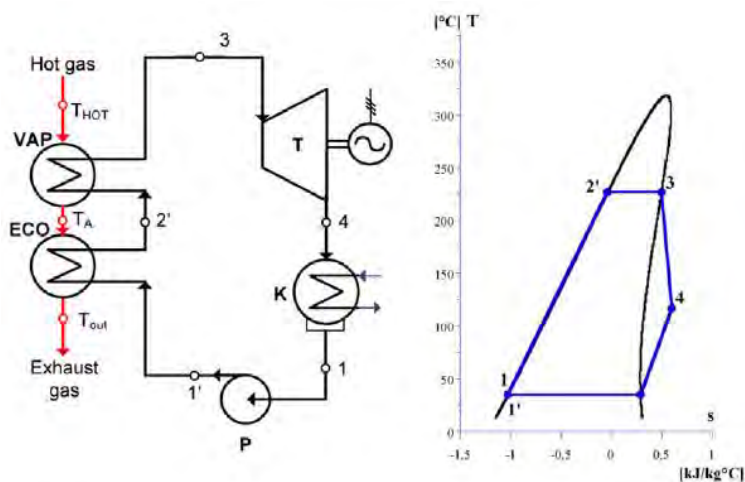 3
Hot gas
T_HOT
VAP
T
T_A
2'
ECO
4
K
T_out
Exhaust
gas
1'
1
P
[°C] T
350
300
250
200
150
100
50
0
2'
3
4
1
1'
s
-1,5
-1
-0,5
0
0,5
1
[kJ/kg°C]